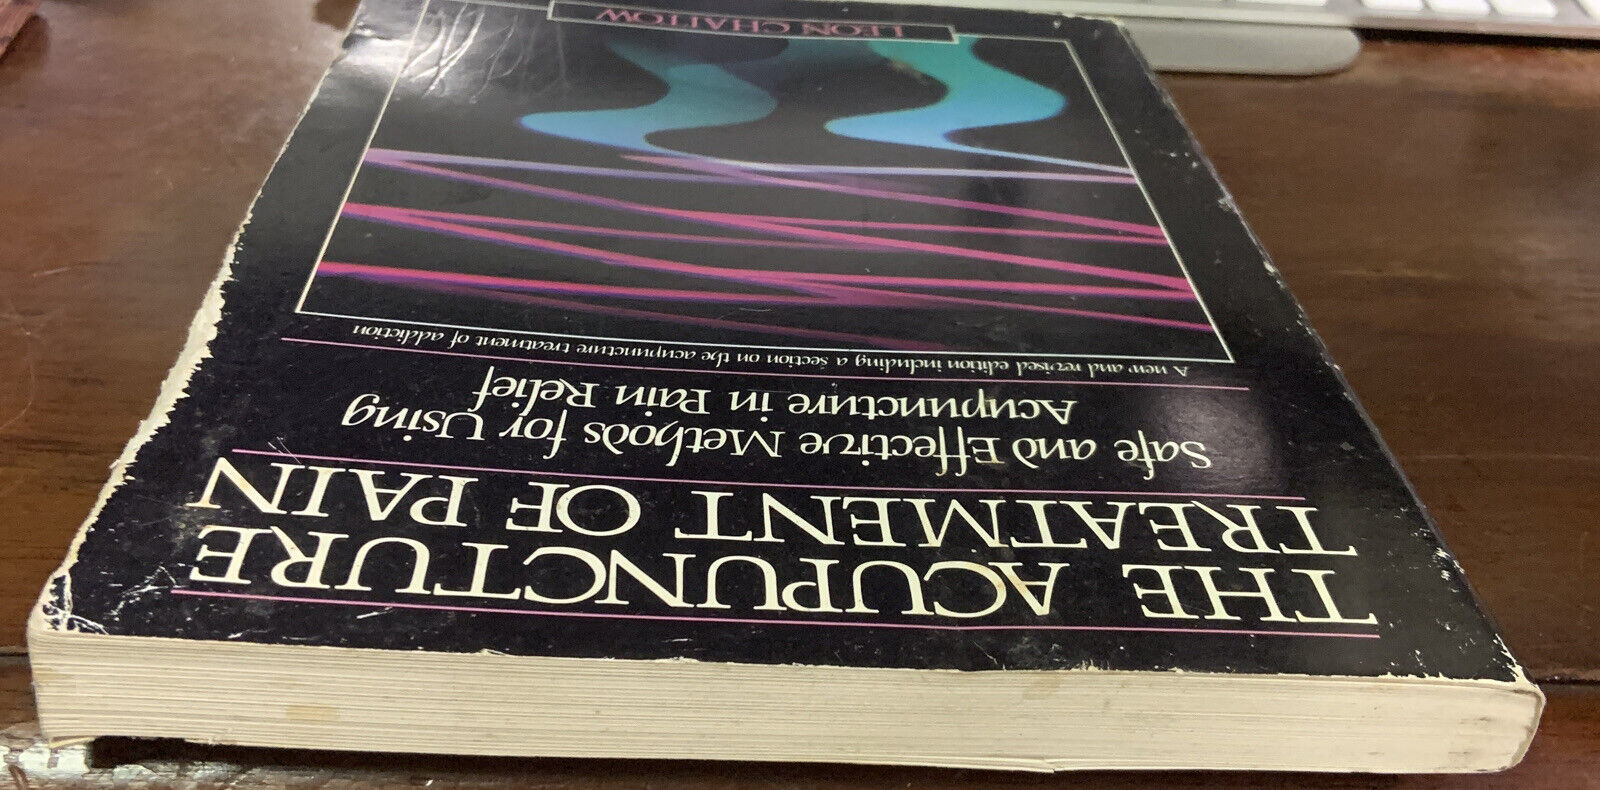 THE ACUPUNCTURE
TREATMENT OF PAIN
Safe and Effective Methods for Using
Acupuncture in Pain Relief
A new and revised edition including a section on the acupuncture treatment of addiction
LEON CHAITOW